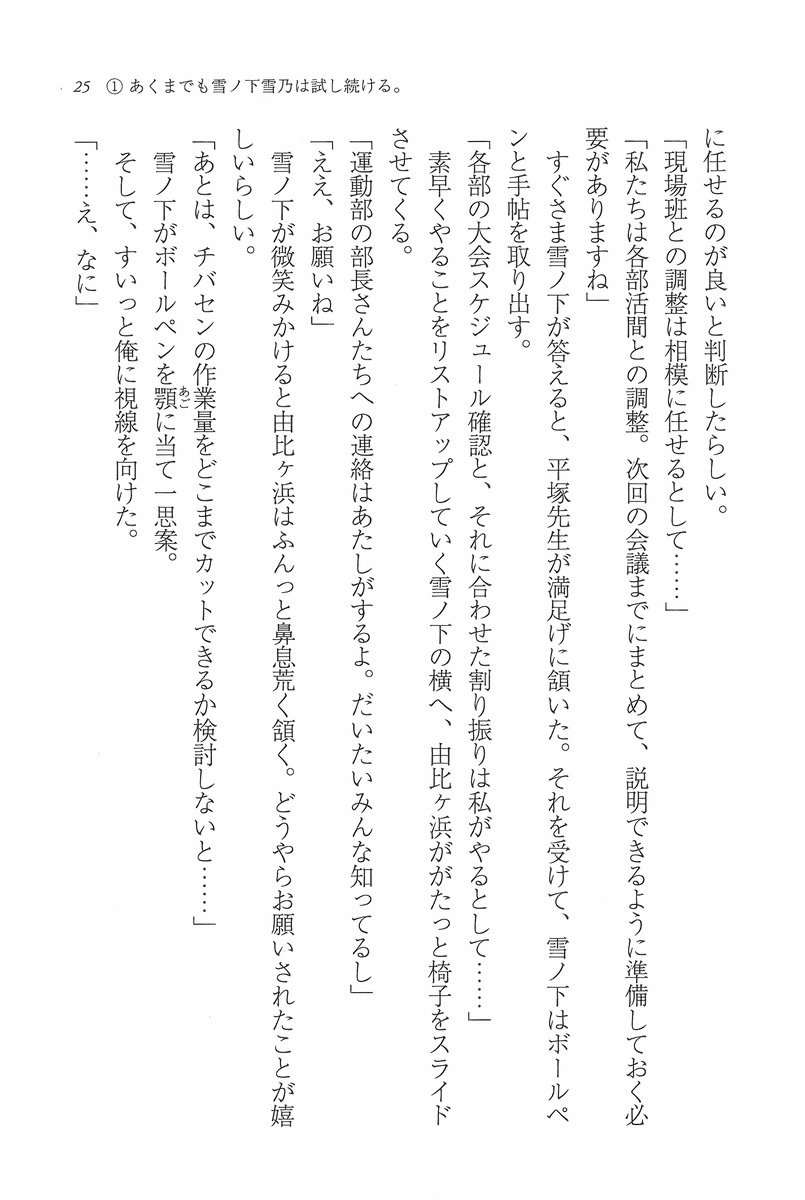 25 ① あくまでも雪ノ下雪乃は試し続ける。
に任せるのが良いと判断したらしい。
「現場班との調整は相模に任せるとして……」
「私たちは各部活間との調整。次回の会議までにまとめて、説明できるように準備しておく必
要がありますね」
すぐさま雪ノ下が答えると、平塚先生が満足げに頷いた。それを受けて、雪ノ下はボールペ
ンと手帖を取り出す。
「各部の大会スケジュール確認と、それに合わせた割り振りは私がやるとして……」
素早くやることをリストアップしていく雪ノ下の横へ、由比ヶ浜ががたっと椅子をスライド
させてくる。
「運動部の部長さんたちへの連絡はあたしがするよ。だいたいみんな知ってるし」
「ええ、お願いね」
雪ノ下が微笑みかけると由比ヶ浜はふんっと鼻息荒く頷く。どうやらお願いされたことが嬉
しいらしい。
「あとは、チバセンの作業量をどこまでカットできるか検討しないと……」
雪ノ下がボールペンを顎あごに当て一思案。
そして、すいっと俺に視線を向けた。
「……え、なに」